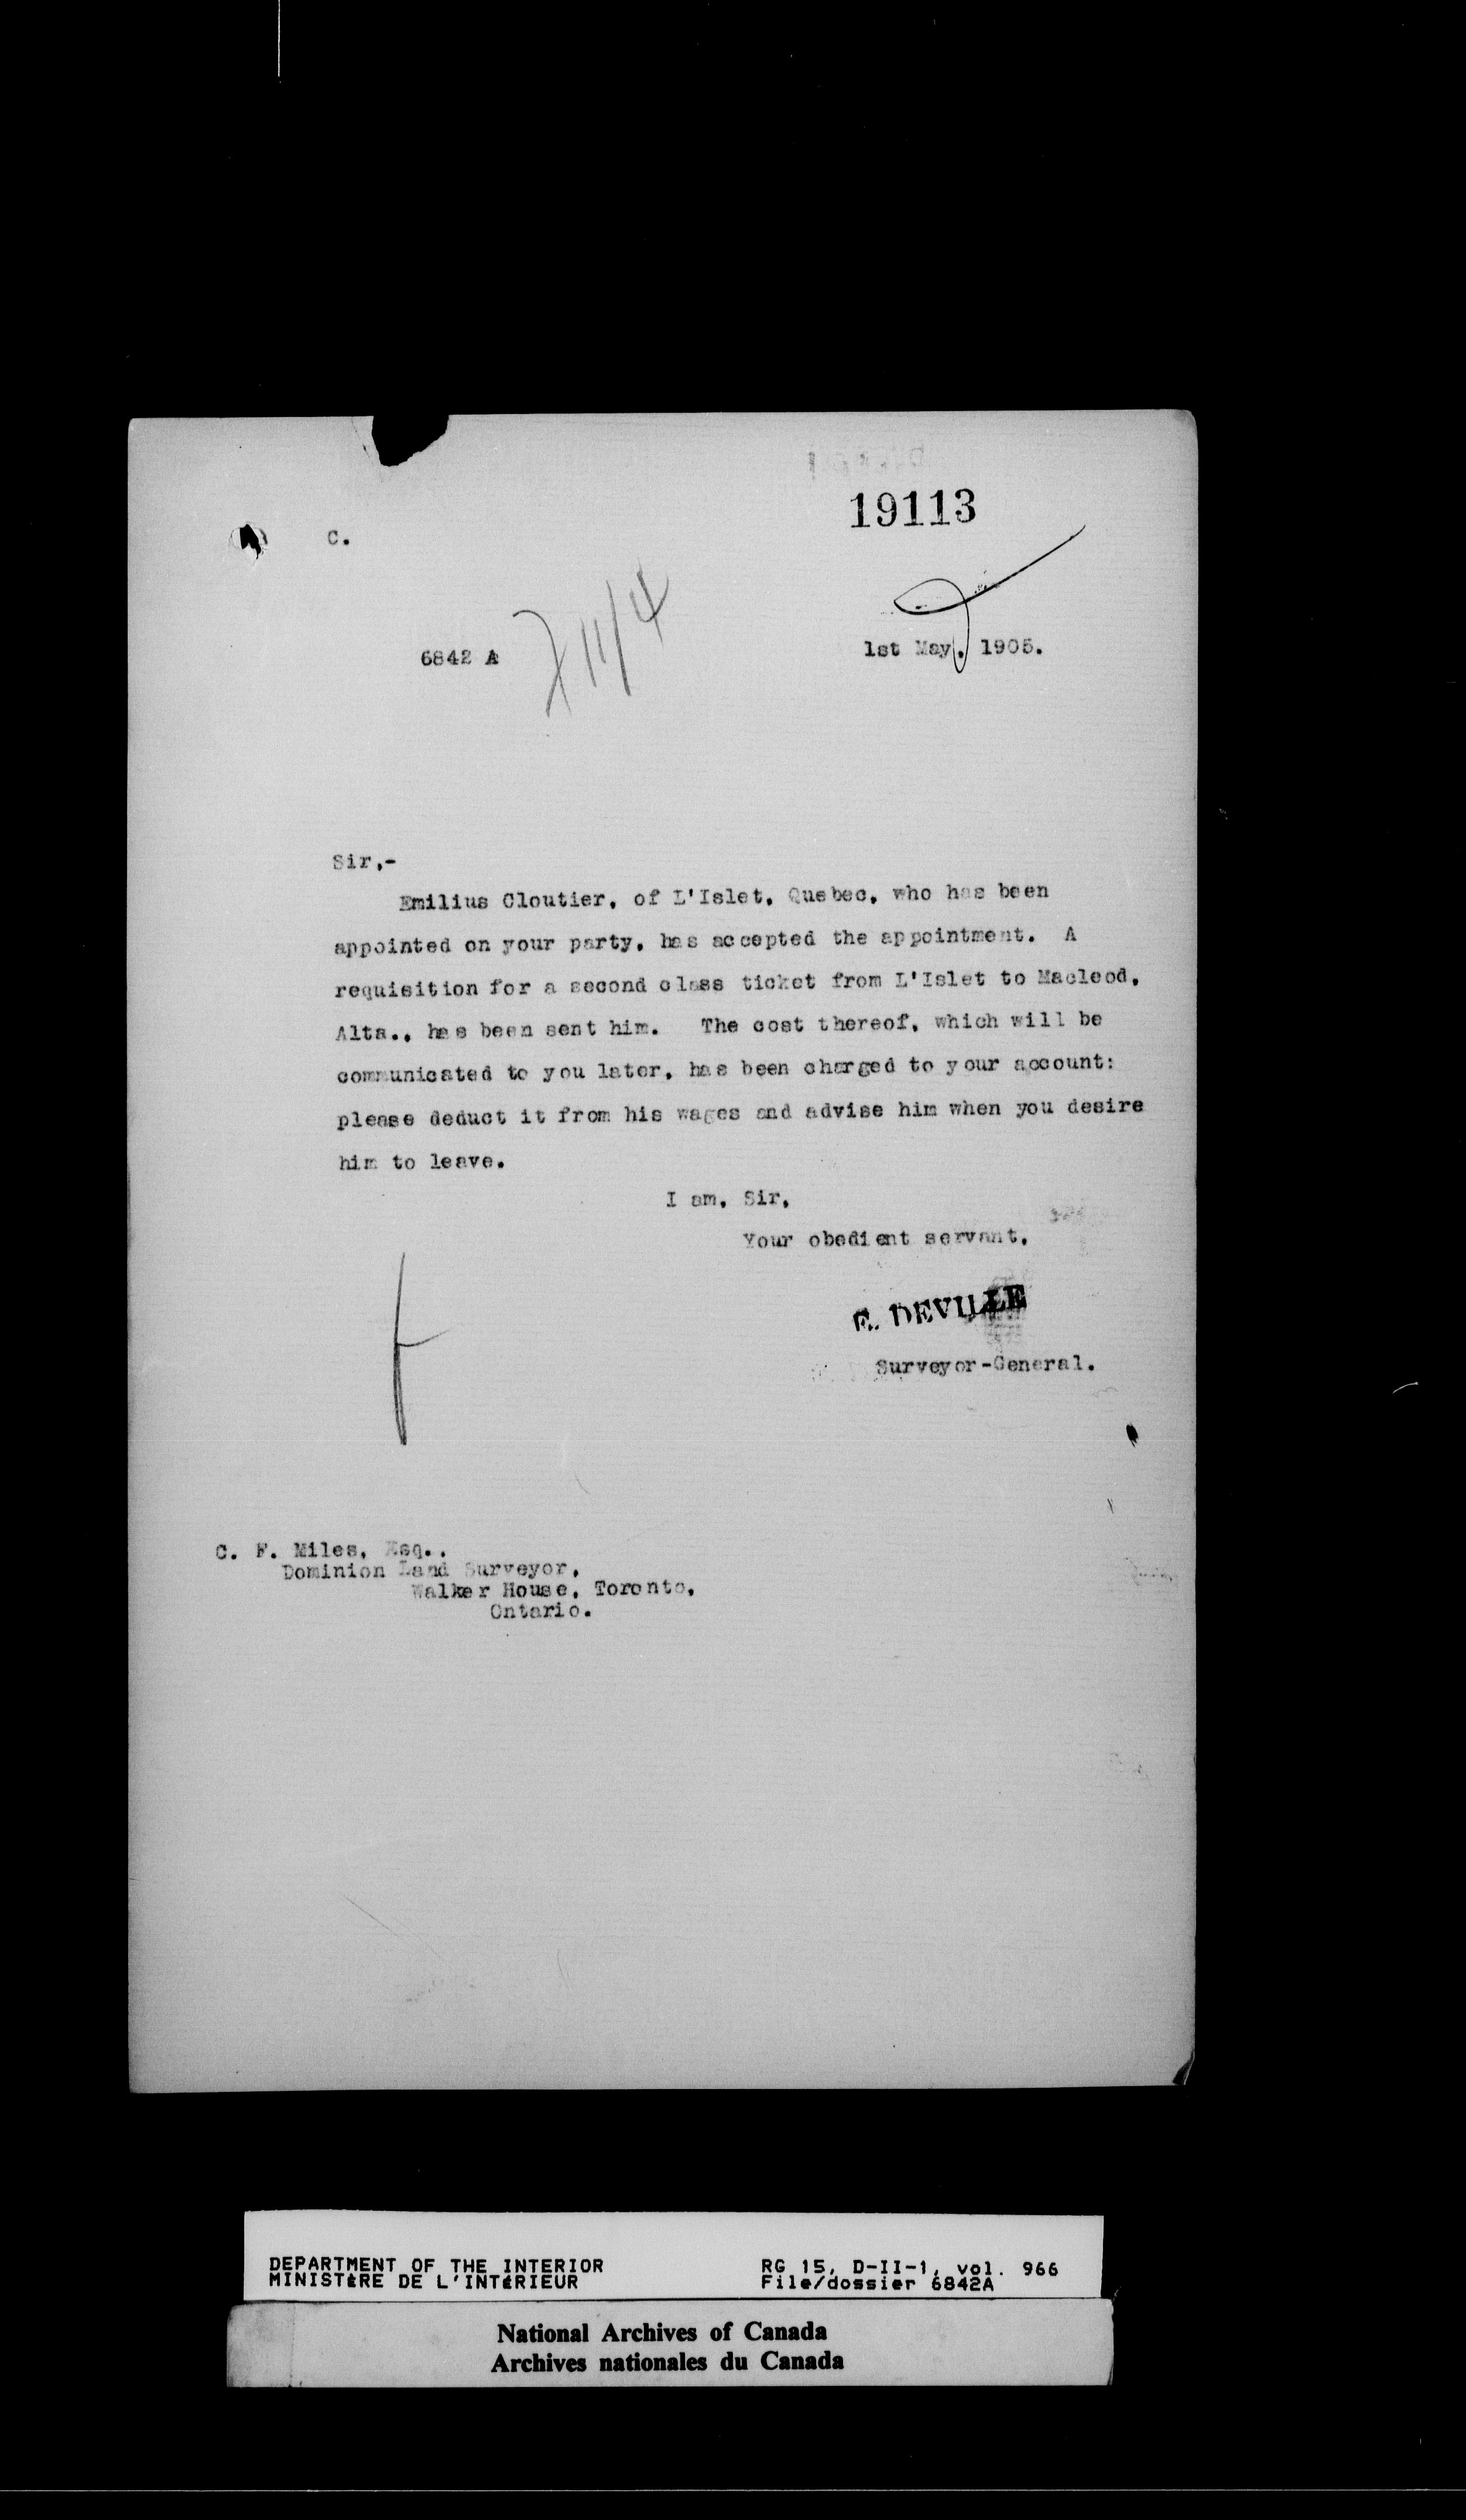 19113
C.
6842 A
1st May, 1905.
Sir,-
Emilius Cloutier, of L'Islet, Quebec, who has been
appointed on your party, has accepted the appointment. A
requisition for a second class ticket from L'Islet to Macleod,
Alta., has been sent him. The cost thereof, which will be
communicated to you later, has been charged to your account:
please deduct it from his wages and advise him when you desire
him to leave.
I am, Sir,
Your obedient servant,
E. DEVILLE
Surveyor-General.
C. F. Miles, Esq.,
Dominion Land Surveyor,
Walker House, Toronto,
Ontario.
DEPARTMENT OF THE INTERIOR RG 15, D-II-1, vol. 966
MINISTÈRE DE L'INTÉRIEUR File/dossier 6842A
National Archives of Canada
Archives nationales du Canada